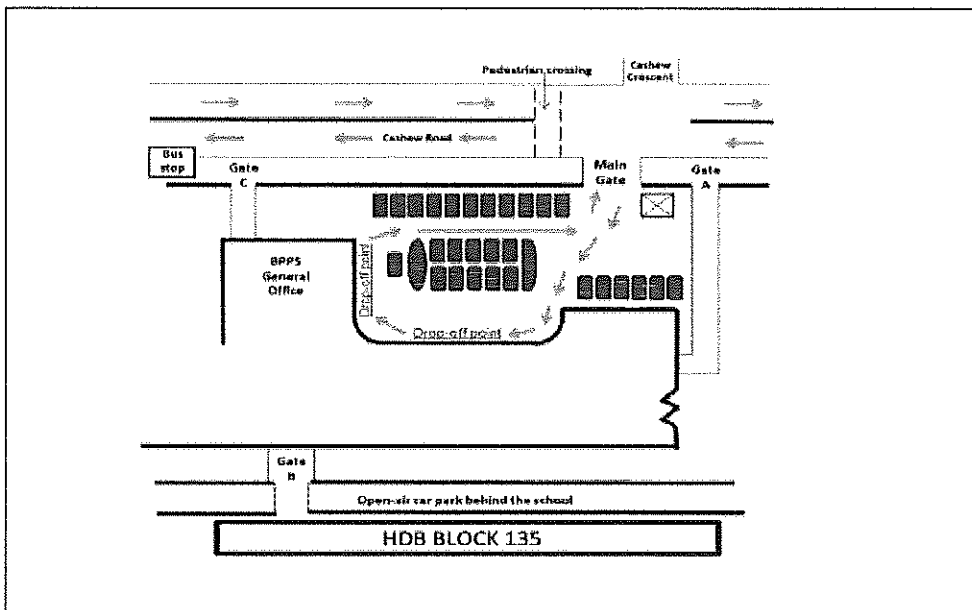 Pedestrian crossing
Cashew
Crescent
Cashew Road
Bus
stop
Gate
C
Main
Gate
Gate
A
BPPS
General
Office
Drop-off point
Drop-off point
Gate
B
Open-air car park behind the school
HDB BLOCK 135